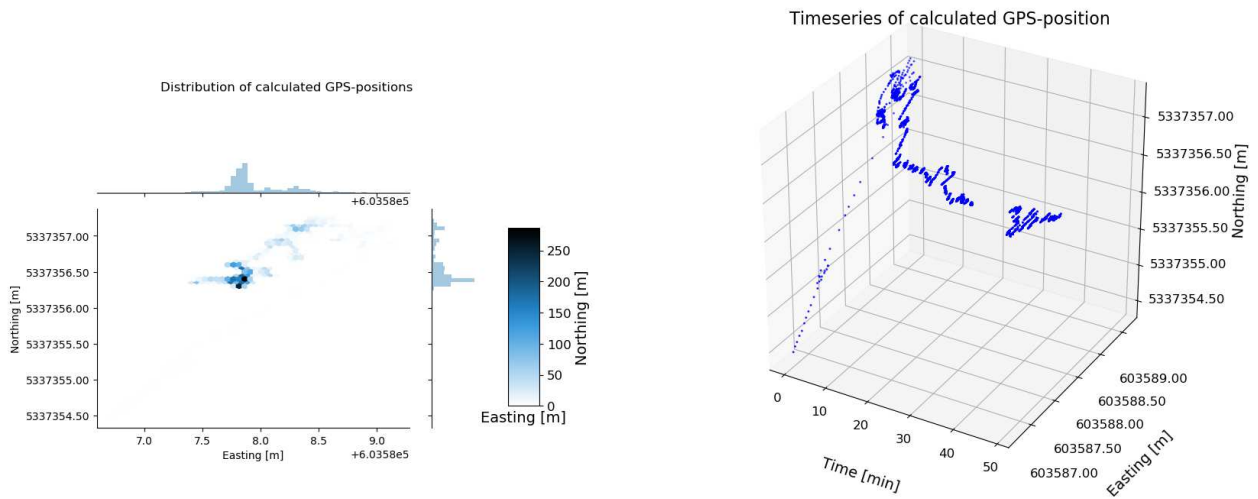 Distribution of calculated GPS-positions
+6.0358e5
5337357.00
5337356.50
5337356.00
5337355.50
5337355.00
5337354.50
Northing [m]
7.0 7.5 8.0 8.5 9.0
Easting [m] +6.0358e5
250
200
150
100
50
0
Northing [m]
Easting [m]
Timeseries of calculated GPS-position
5337357.00
5337356.50
5337356.00
5337355.50
5337355.00
5337354.50
Northing [m]
0 10 20 30 40 50
Time [min]
603589.00
603588.50
603588.00
603587.50
603587.00
Easting [m]